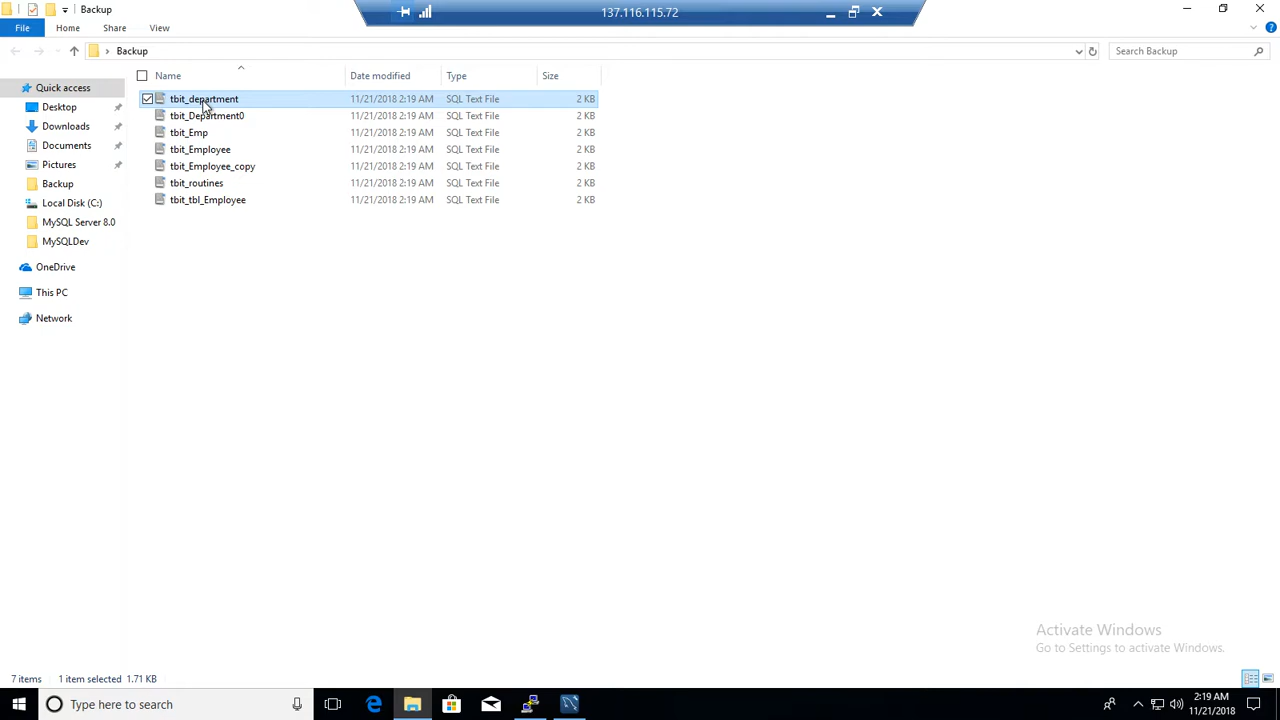 Backup
137.116.115.72
File Home Share View
Backup
Search Backup
Name Date modified Type Size
Quick access
Desktop
Downloads
Documents
Pictures
Backup
Local Disk (C:)
MySQL Server 8.0
MySQLDev
OneDrive
This PC
Network
tbit_department 11/21/2018 2:19 AM SQL Text File 2 KB
tbit_Department0 11/21/2018 2:19 AM SQL Text File 2 KB
tbit_Emp 11/21/2018 2:19 AM SQL Text File 2 KB
tbit_Employee 11/21/2018 2:19 AM SQL Text File 2 KB
tbit_Employee_copy 11/21/2018 2:19 AM SQL Text File 2 KB
tbit_routines 11/21/2018 2:19 AM SQL Text File 2 KB
tbit_tbl_Employee 11/21/2018 2:19 AM SQL Text File 2 KB
Activate Windows
Go to Settings to activate Windows.
7 items 1 item selected 1.71 KB
Type here to search
2:19 AM
11/21/2018